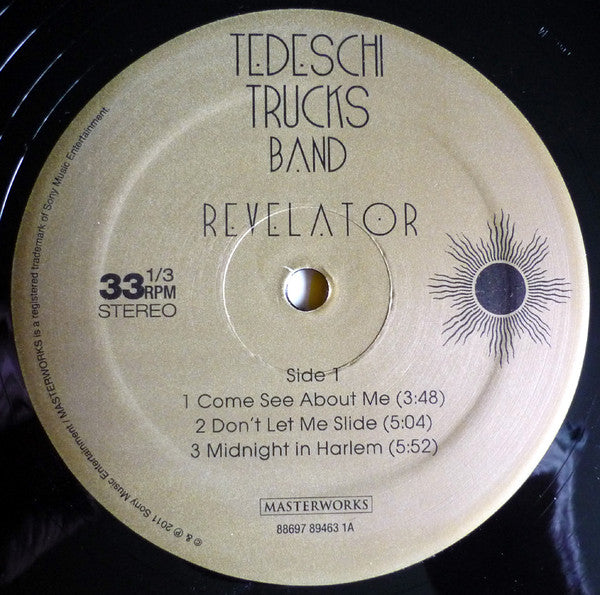 TEDESCHI
TRUCKS
BAND
REVELATOR
33 1/3
RPM
STEREO
Side 1
1 Come See About Me (3:48)
2 Don't Let Me Slide (5:04)
3 Midnight in Harlem (5:52)
MASTERWORKS
88697 89463 1A
© & ℗ 2011 Sony Music Entertainment / MASTERWORKS is a registered trademark of Sony Music Entertainment.